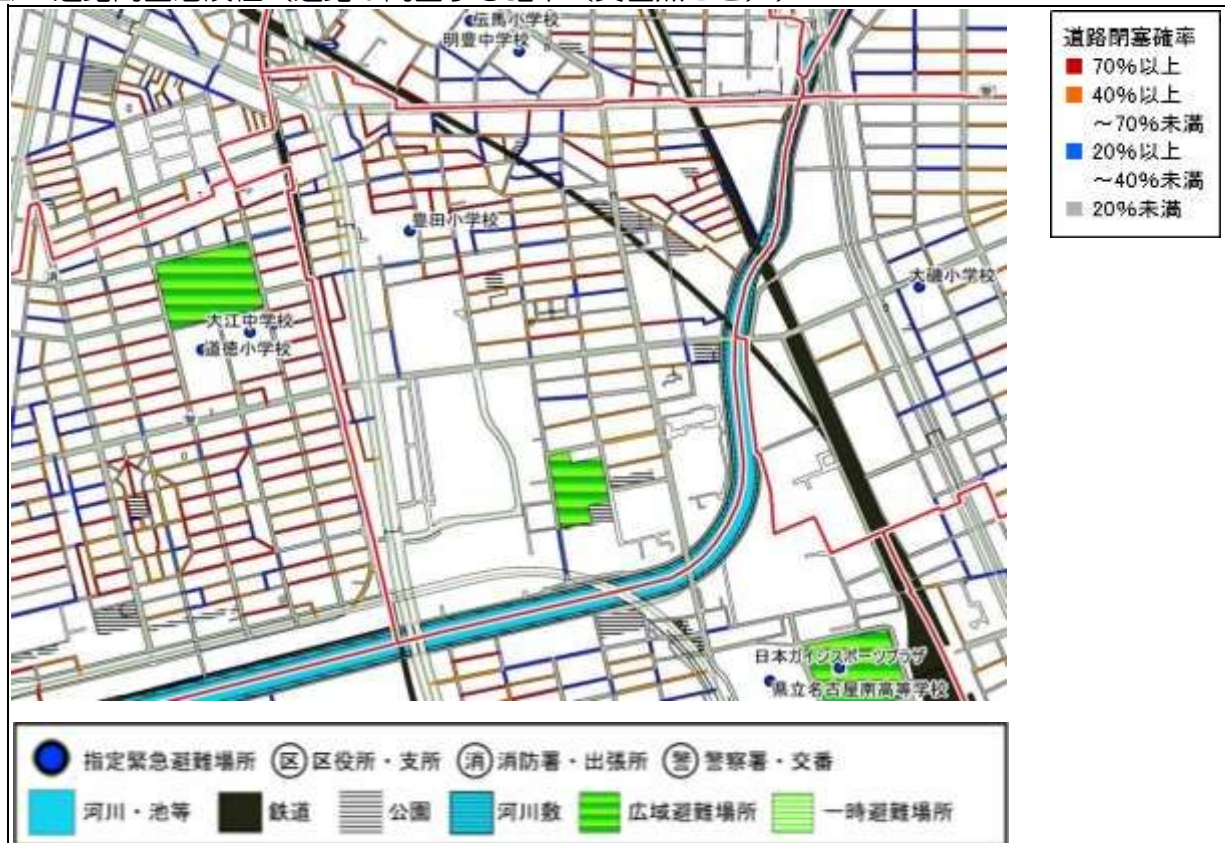 道路閉塞確率
70%以上
40%以上
～70%未満
20%以上
～40%未満
20%未満
伝馬小学校
明豊中学校
豊田小学校
大磯小学校
大江中学校
道徳小学校
消
日本ガイシスポーツプラザ
県立名古屋南高等学校
指定緊急避難場所 区 区役所・支所 消 消防署・出張所 警 警察署・交番
河川・池等 鉄道 公園 河川敷 広域避難場所 一時避難場所